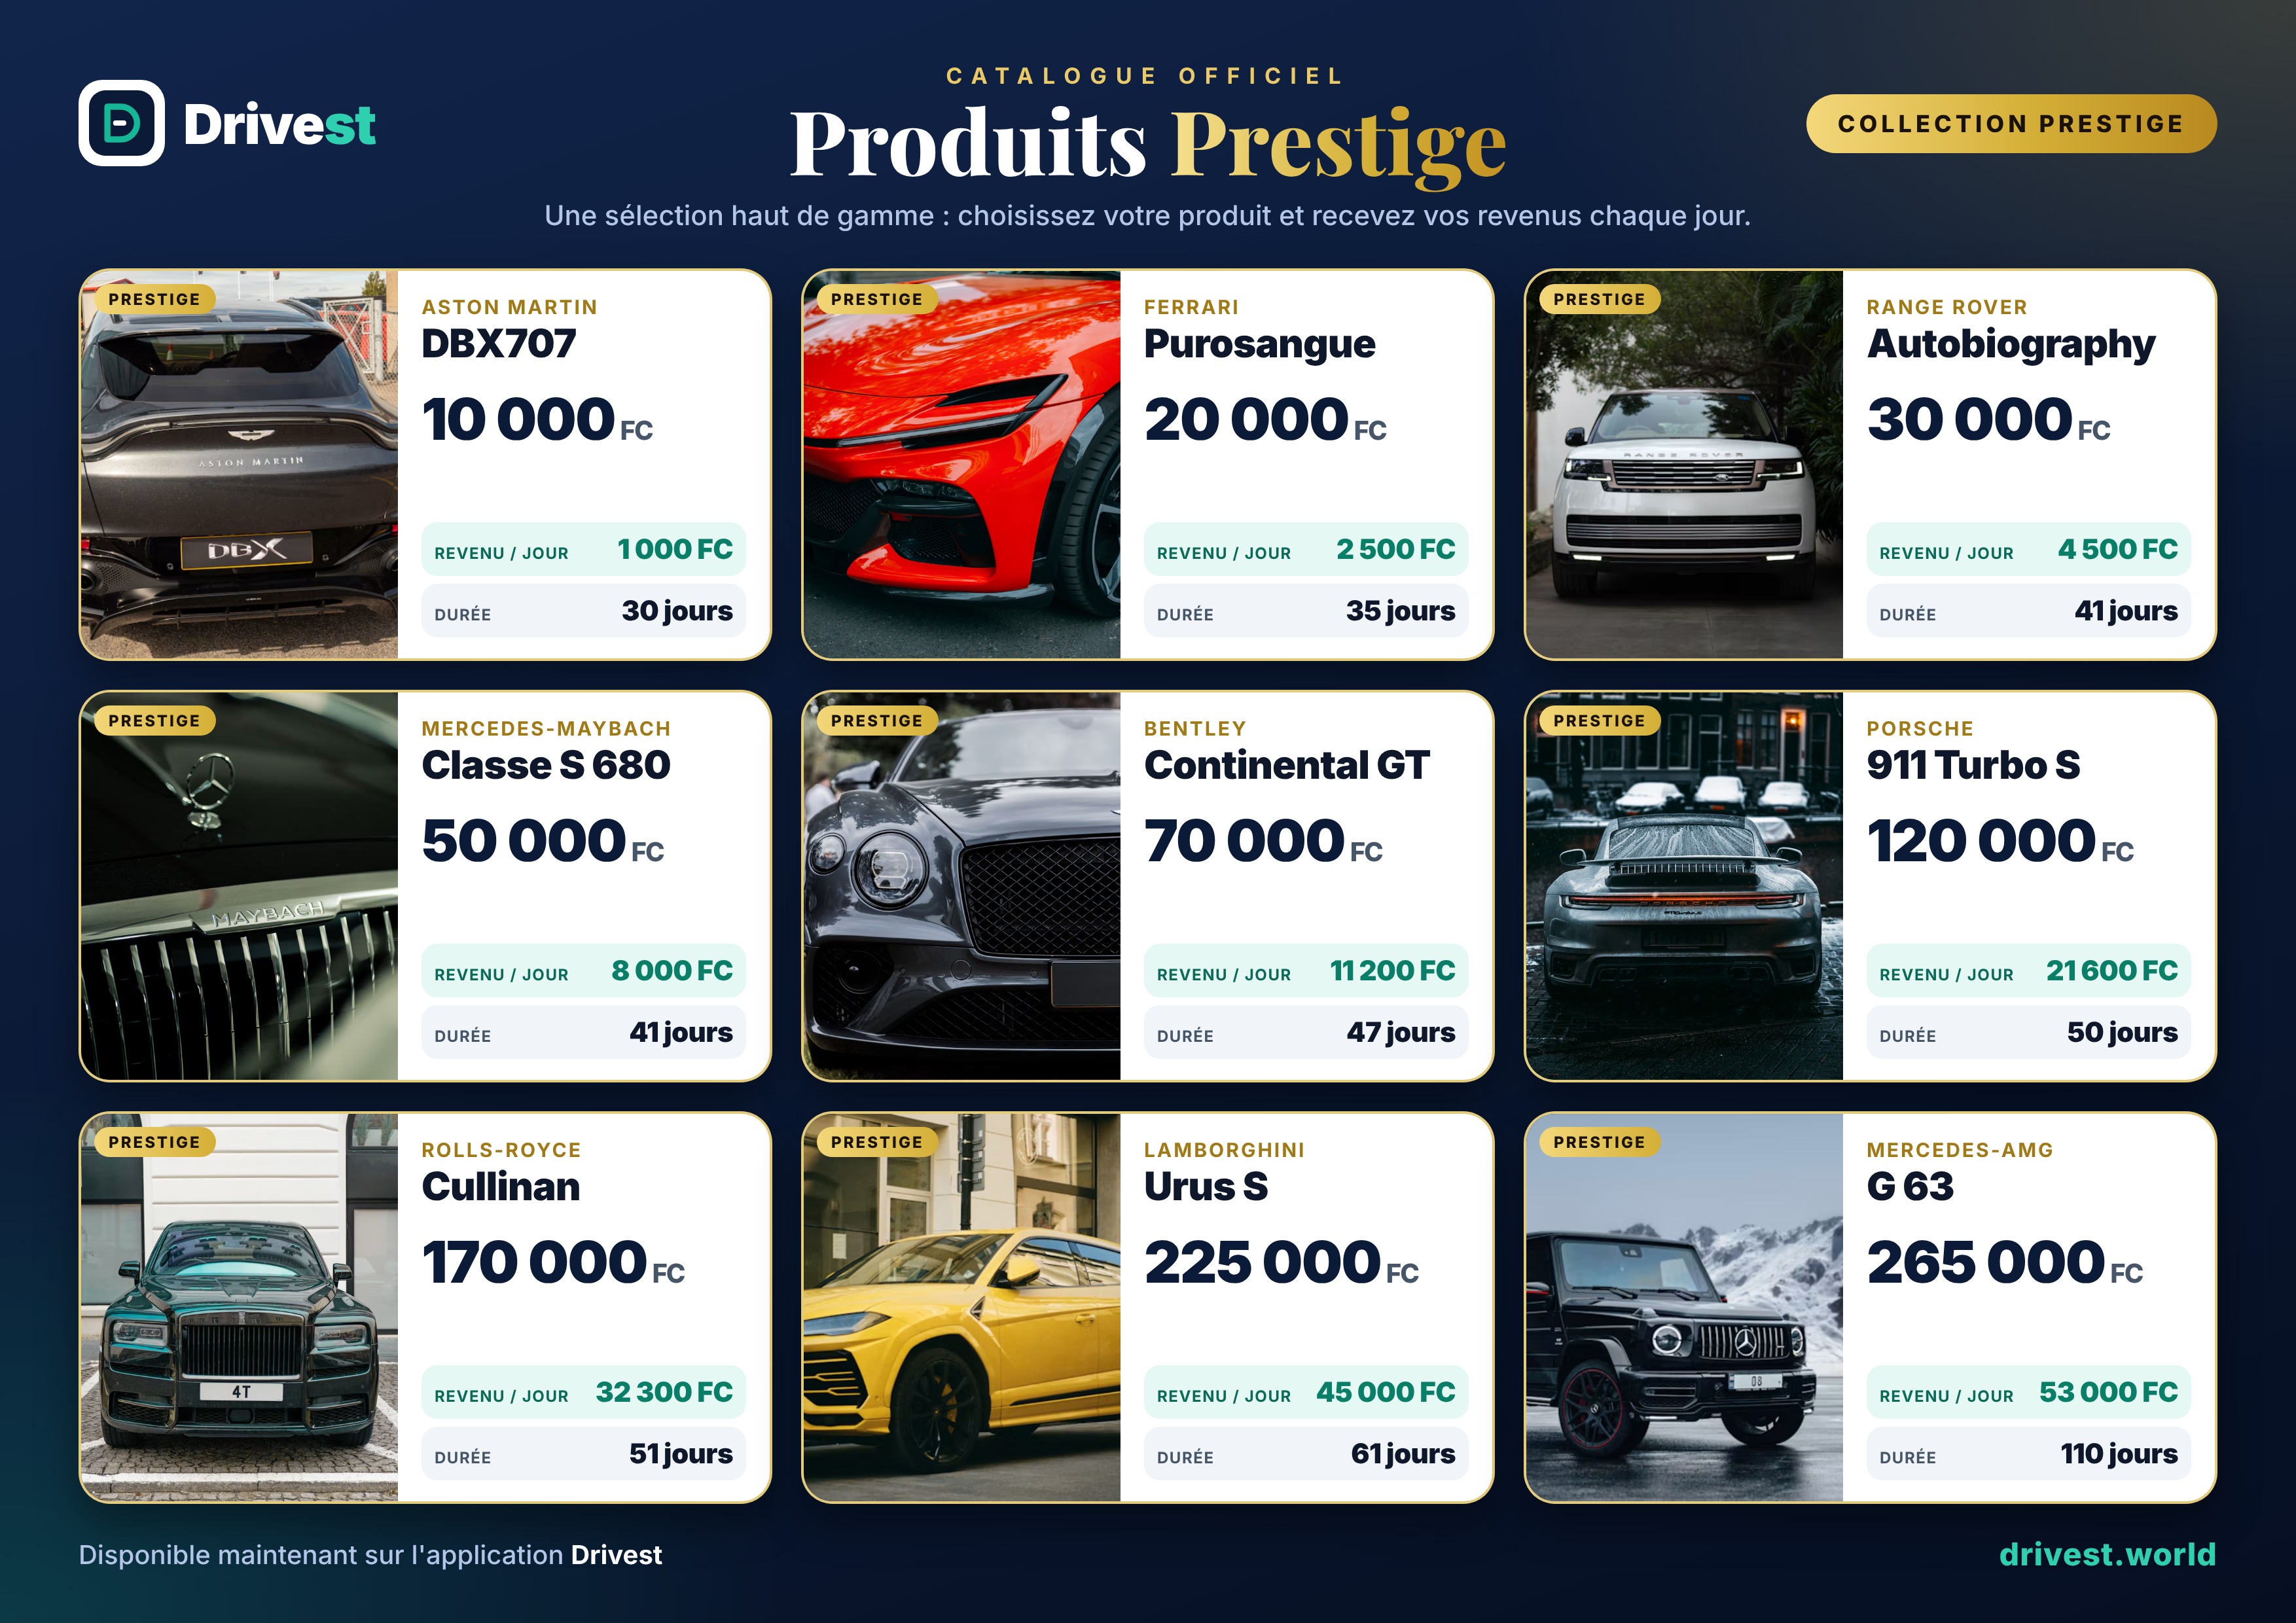 Drivest
CATALOGUE OFFICIEL
Produits Prestige
COLLECTION PRESTIGE
Une sélection haut de gamme : choisissez votre produit et recevez vos revenus chaque jour.
PRESTIGE
ASTON MARTIN
DBX
ASTON MARTIN
DBX707
10 000 FC
REVENU / JOUR 1 000 FC
DURÉE 30 jours
PRESTIGE
FERRARI
Purosangue
20 000 FC
REVENU / JOUR 2 500 FC
DURÉE 35 jours
PRESTIGE
RANGE ROVER
RANGE ROVER
Autobiography
30 000 FC
REVENU / JOUR 4 500 FC
DURÉE 41 jours
PRESTIGE
MAYBACH
MERCEDES-MAYBACH
Classe S 680
50 000 FC
REVENU / JOUR 8 000 FC
DURÉE 41 jours
PRESTIGE
BENTLEY
Continental GT
70 000 FC
REVENU / JOUR 11 200 FC
DURÉE 47 jours
PRESTIGE
PORSCHE
911 Turbo S
120 000 FC
REVENU / JOUR 21 600 FC
DURÉE 50 jours
PRESTIGE
4T
ROLLS-ROYCE
Cullinan
170 000 FC
REVENU / JOUR 32 300 FC
DURÉE 51 jours
PRESTIGE
LAMBORGHINI
Urus S
225 000 FC
REVENU / JOUR 45 000 FC
DURÉE 61 jours
PRESTIGE
08
MERCEDES-AMG
G 63
265 000 FC
REVENU / JOUR 53 000 FC
DURÉE 110 jours
Disponible maintenant sur l'application Drivest
drivest.world